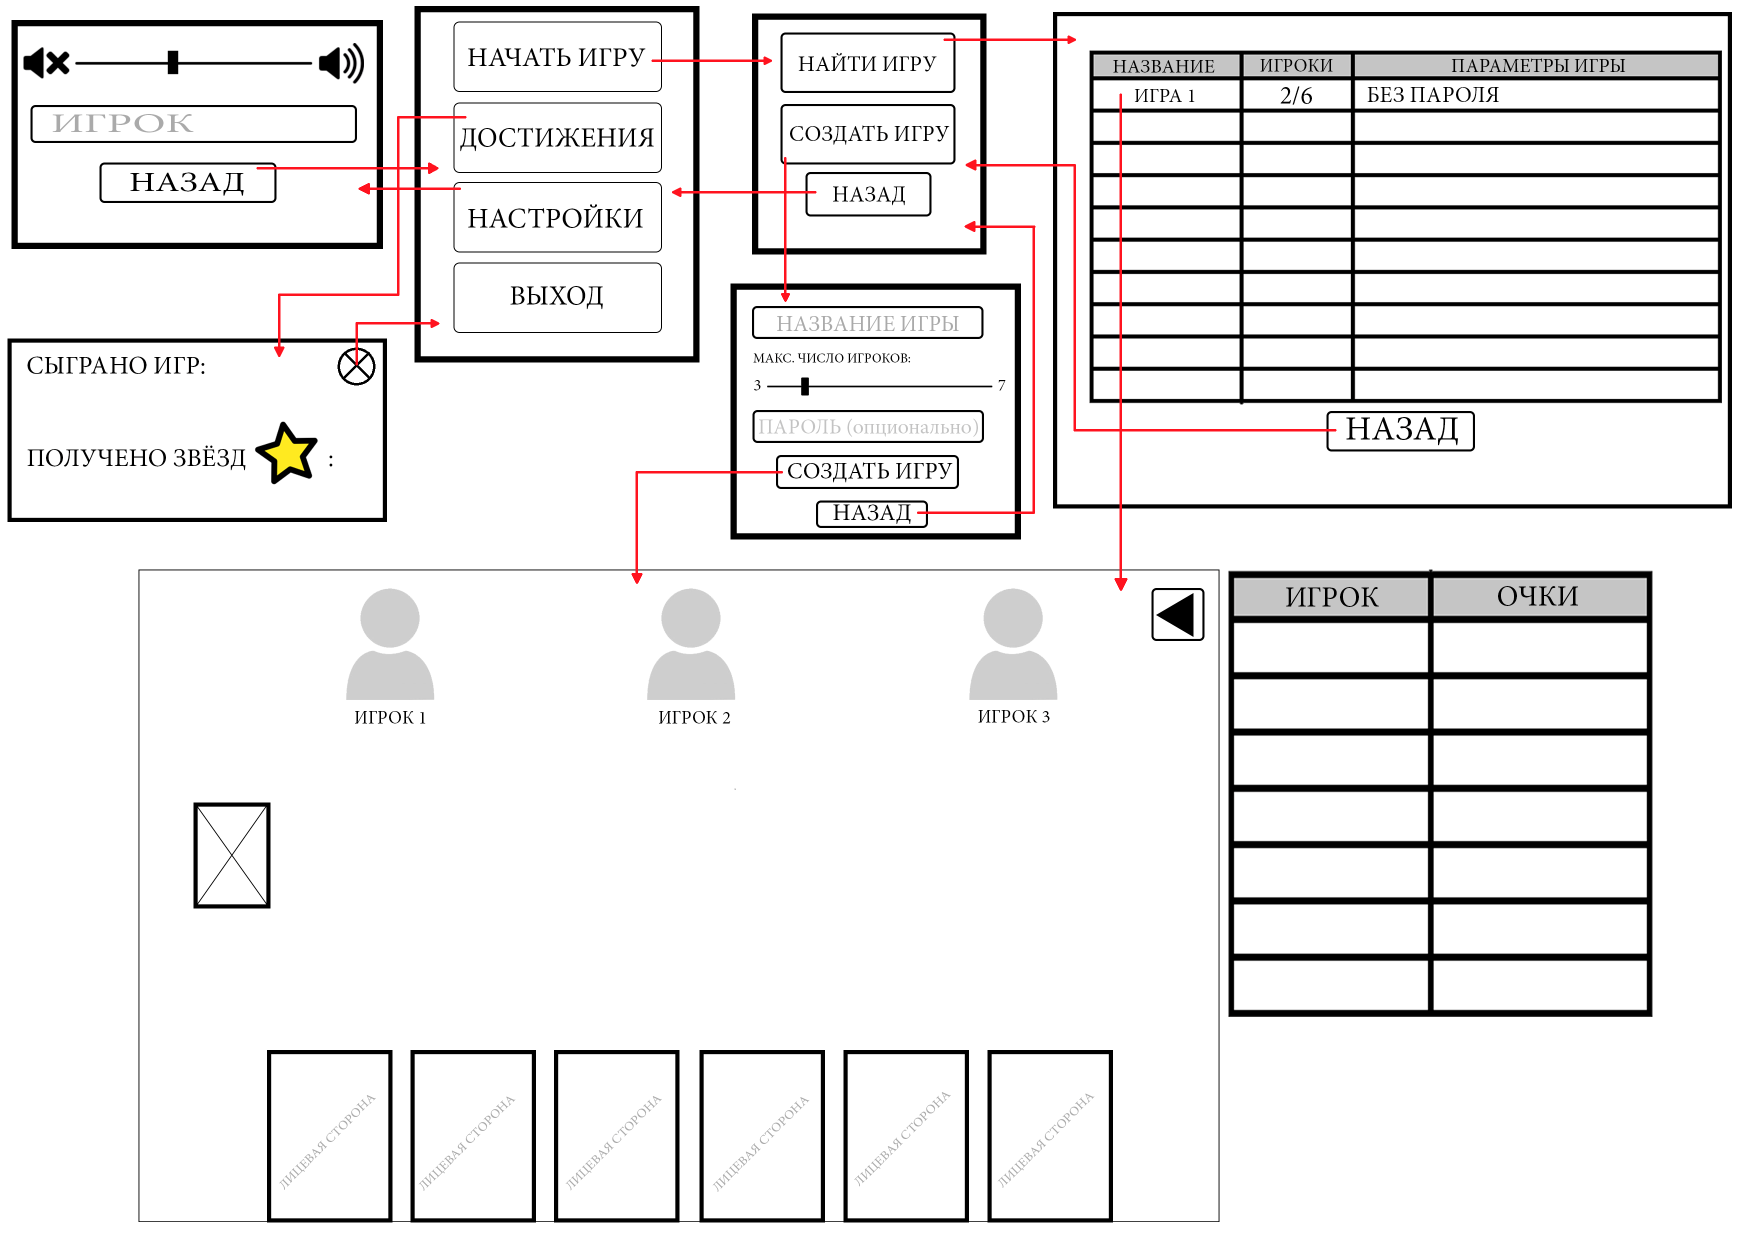 ИГРОК
НАЗАД
НАЧАТЬ ИГРУ
ДОСТИЖЕНИЯ
НАСТРОЙКИ
ВЫХОД
НАЙТИ ИГРУ
СОЗДАТЬ ИГРУ
НАЗАД
НАЗВАНИЕ ИГРОКИ ПАРАМЕТРЫ ИГРЫ
ИГРА 1 2/6 БЕЗ ПАРОЛЯ
НАЗАД
СЫГРАНО ИГР:
ПОЛУЧЕНО ЗВЁЗД :
НАЗВАНИЕ ИГРЫ
МАКС. ЧИСЛО ИГРОКОВ:
3 7
ПАРОЛЬ (опционально)
СОЗДАТЬ ИГРУ
НАЗАД
ИГРОК 1 ИГРОК 2 ИГРОК 3
ЛИЦЕВАЯ СТОРОНА
ЛИЦЕВАЯ СТОРОНА
ЛИЦЕВАЯ СТОРОНА
ЛИЦЕВАЯ СТОРОНА
ЛИЦЕВАЯ СТОРОНА
ЛИЦЕВАЯ СТОРОНА
ИГРОК ОЧКИ